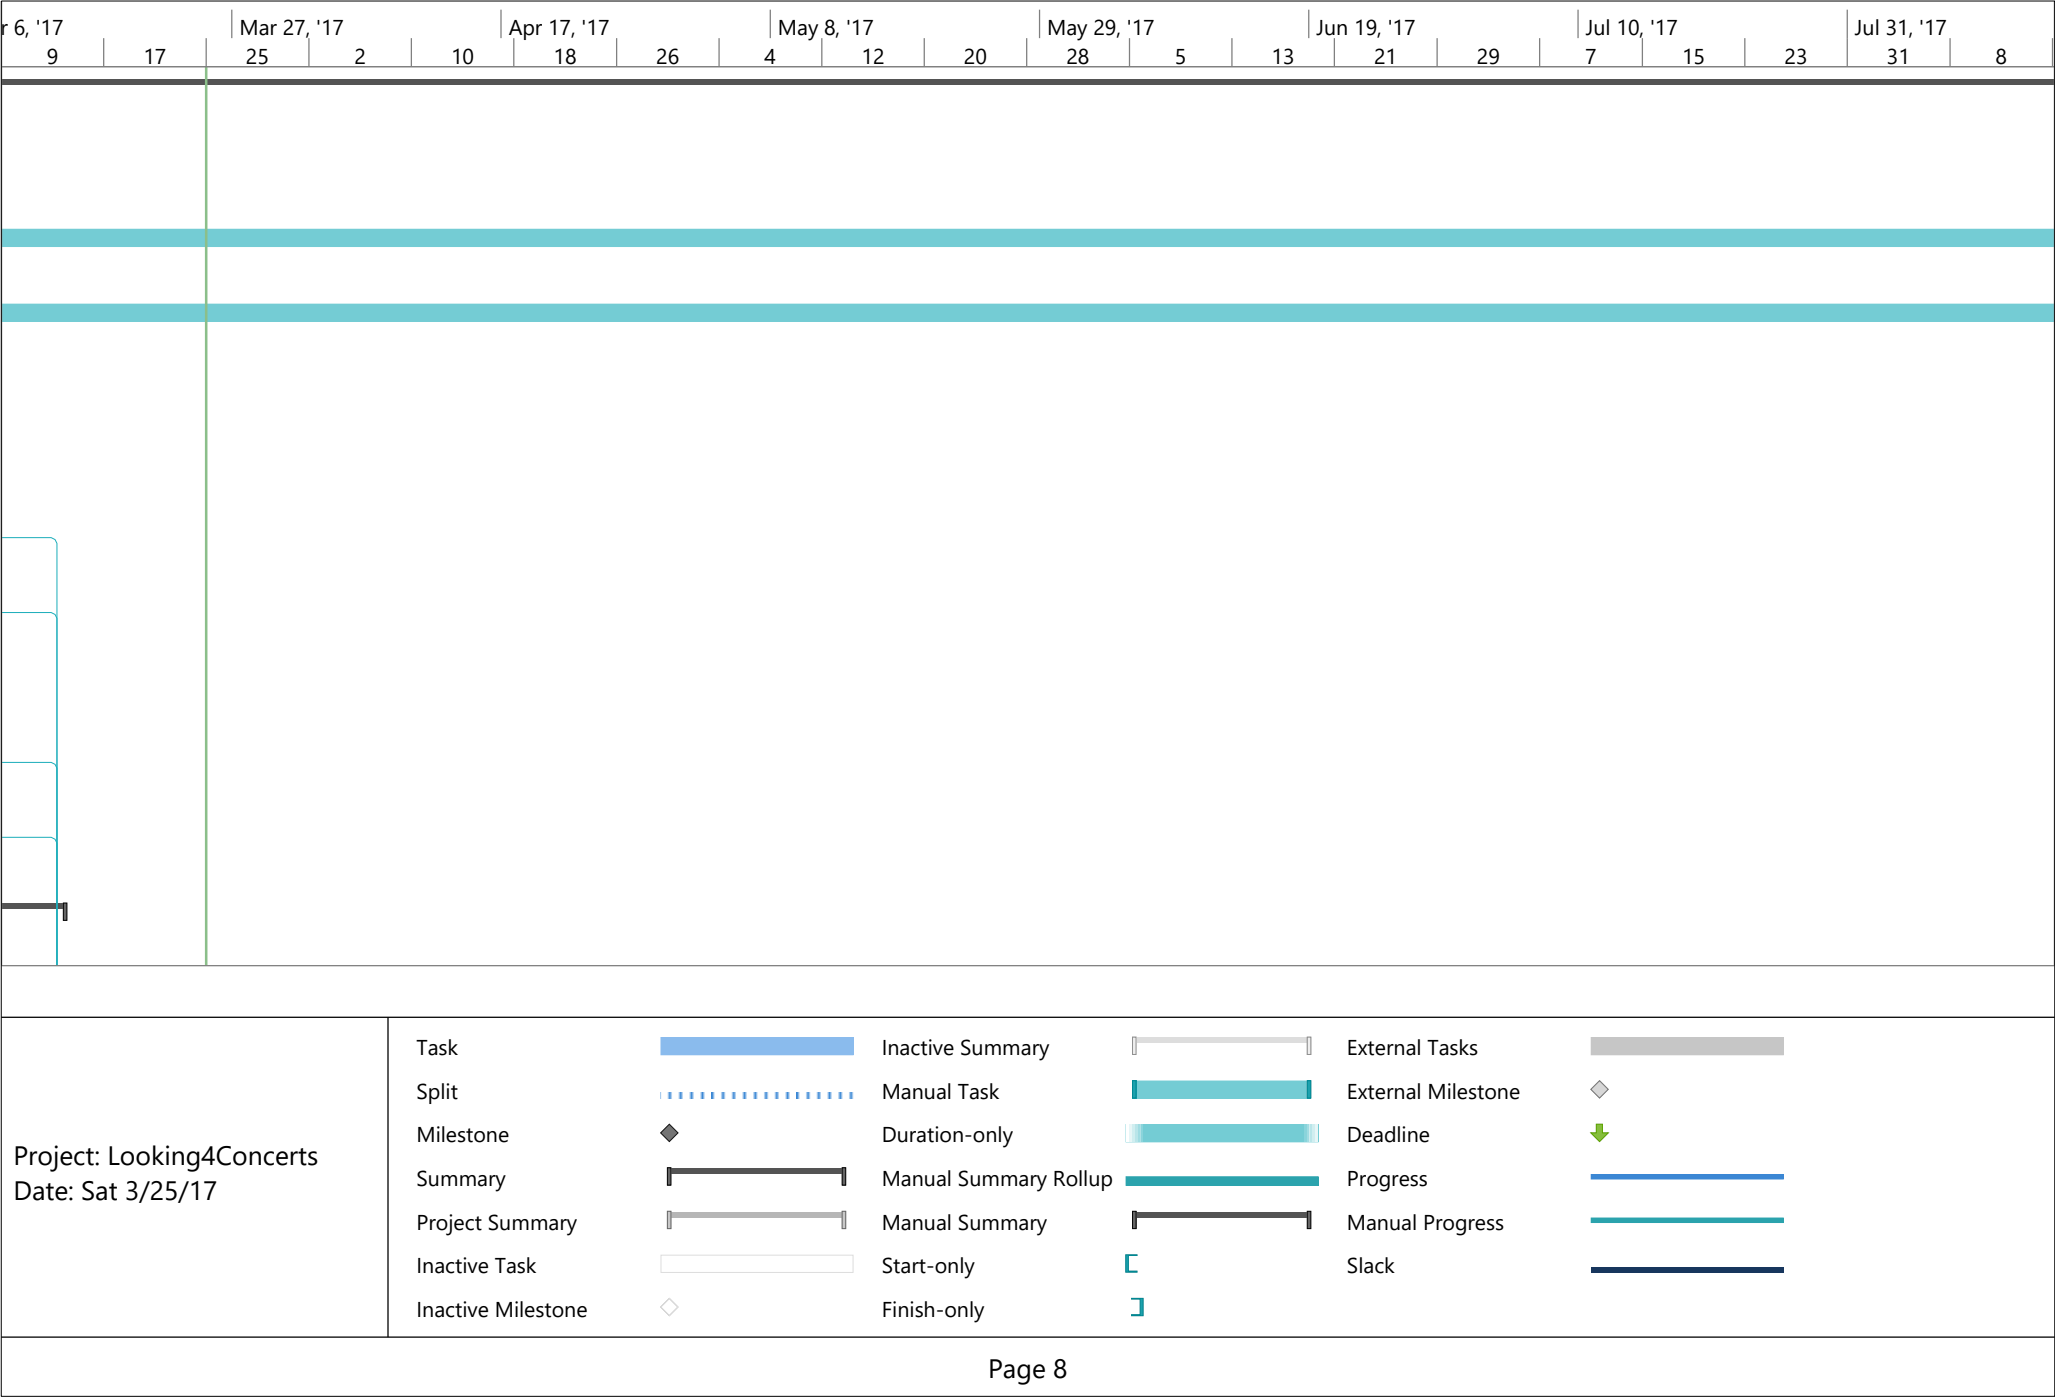 r 6, '17 Mar 27, '17 Apr 17, '17 May 8, '17 May 29, '17 Jun 19, '17 Jul 10, '17 Jul 31, '17
9 17 25 2 10 18 26 4 12 20 28 5 13 21 29 7 15 23 31 8
Project: Looking4Concerts
Date: Sat 3/25/17
Task
Split
Milestone
Summary
Project Summary
Inactive Task
Inactive Milestone
Inactive Summary
Manual Task
Duration-only
Manual Summary Rollup
Manual Summary
Start-only
Finish-only
External Tasks
External Milestone
Deadline
Progress
Manual Progress
Slack
Page 8